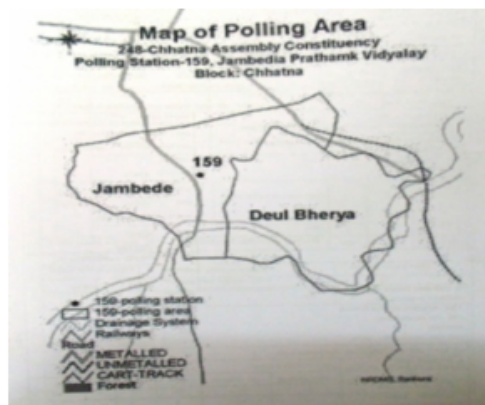 Map of Polling Area
248-Chhatna Assembly Constituency
Polling Station-159, Jambedia Prathamk Vidyalay
Block: Chhatna
159
Jambede
Deul Bherya
159-polling station
159-polling area
Drainage System
Railways
Road
METALLED
UNMETALLED
CART-TRACK
Forest